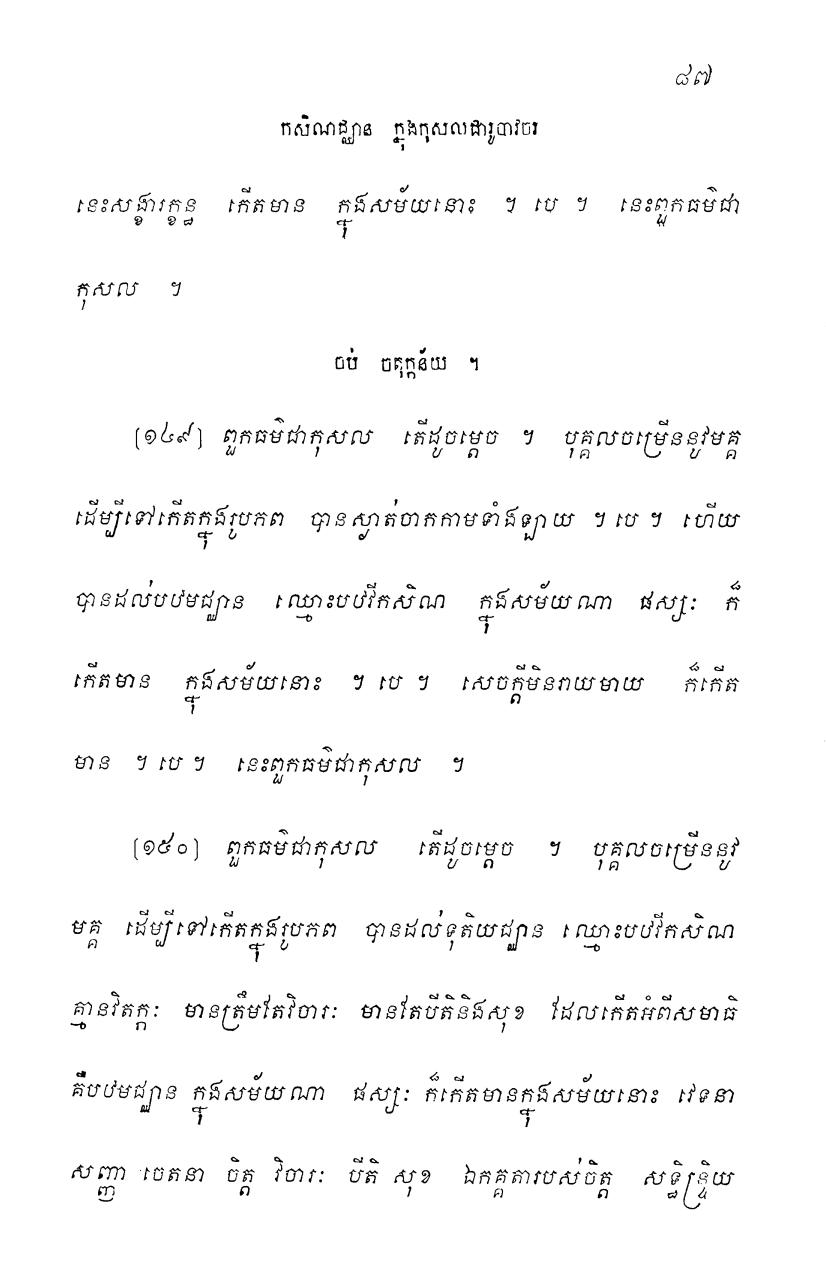 ៨៧
កសិណជ្ឈាន ក្នុងកុសលជារូបាវចរ
នេះសង្ខារក្ខន្ធ កើតមាន ក្នុងសម័យនោះ ។ បេ ។ នេះពួកធម៌ជា
កុសល ។
ចប់ ចតុក្កន័យ ។
(១៤៩) ពួកធម៌ជាកុសល តើដូចម្ដេច ។ បុគ្គលចម្រើននូវមគ្គ
ដើម្បីទៅកើតក្នុងរូបភព បានស្ងាត់ចាកកាមទាំងឡាយ ។ បេ ។ ហើយ
បានដល់បឋមជ្ឈាន ឈ្មោះបឋវីកសិណ ក្នុងសម័យណា ផស្សៈ ក៏
កើតមាន ក្នុងសម័យនោះ ។ បេ ។ សេចក្ដីមិនរាយមាយ ក៏កើត
មាន ។ បេ ។ នេះពួកធម៌ជាកុសល ។
(១៥០) ពួកធម៌ជាកុសល តើដូចម្ដេច ។ បុគ្គលចម្រើននូវ
មគ្គ ដើម្បីទៅកើតក្នុងរូបភព បានដល់ទុតិយជ្ឈាន ឈ្មោះបឋវីកសិណ
គ្មានវិតក្កៈ មានត្រឹមតែវិចារៈ មានតែបីតិនិងសុខ ដែលកើតអំពីសមាធិ
គឺបឋមជ្ឈាន ក្នុងសម័យណា ផស្សៈ ក៏កើតមានក្នុងសម័យនោះ វេទនា
សញ្ញា ចេតនា ចិត្ត វិចារៈ បីតិ សុខ ឯកគ្គតារបស់ចិត្ត សទ្ធិន្ទ្រិយ